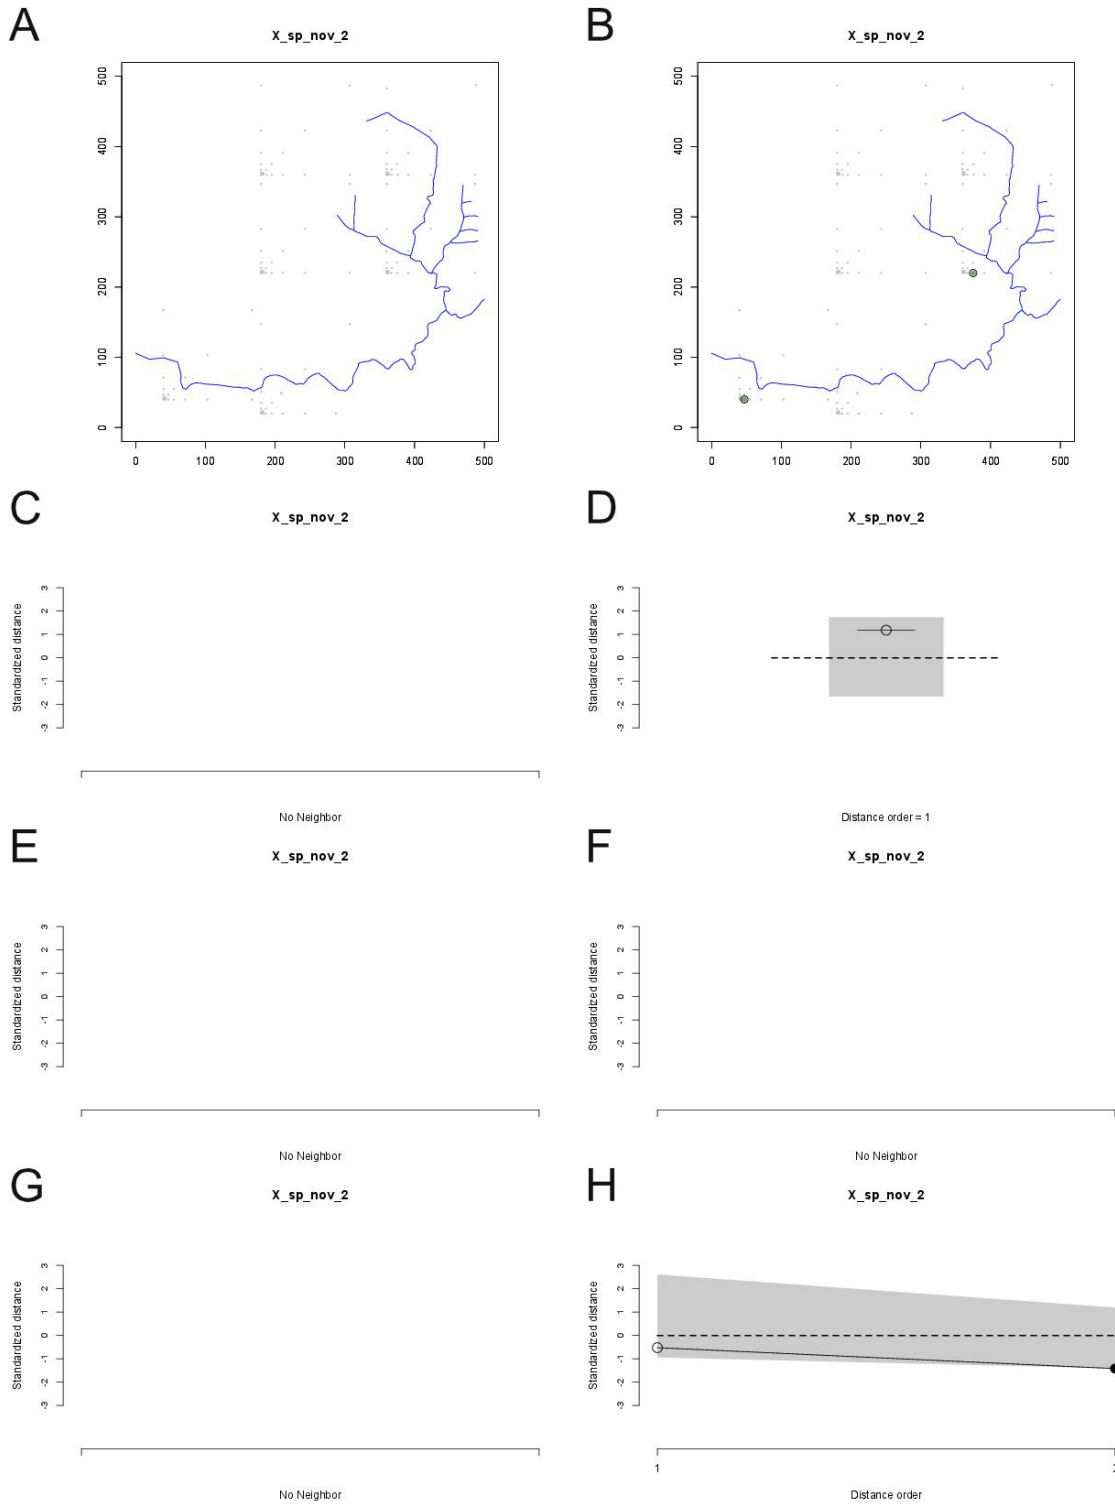 A
X_sp_nov_2
500
400
300
200
100
0
0 100 200 300 400 500
B
X_sp_nov_2
500
400
300
200
100
0
0 100 200 300 400 500
C
X_sp_nov_2
Standardized distance
3
2
1
0
-1
-2
-3
No Neighbor
D
X_sp_nov_2
Standardized distance
3
2
1
0
-1
-2
-3
Distance order = 1
E
X_sp_nov_2
Standardized distance
3
2
1
0
-1
-2
-3
No Neighbor
F
X_sp_nov_2
Standardized distance
3
2
1
0
-1
-2
-3
No Neighbor
G
X_sp_nov_2
Standardized distance
3
2
1
0
-1
-2
-3
No Neighbor
H
X_sp_nov_2
Standardized distance
3
2
1
0
-1
-2
-3
1 2
Distance order